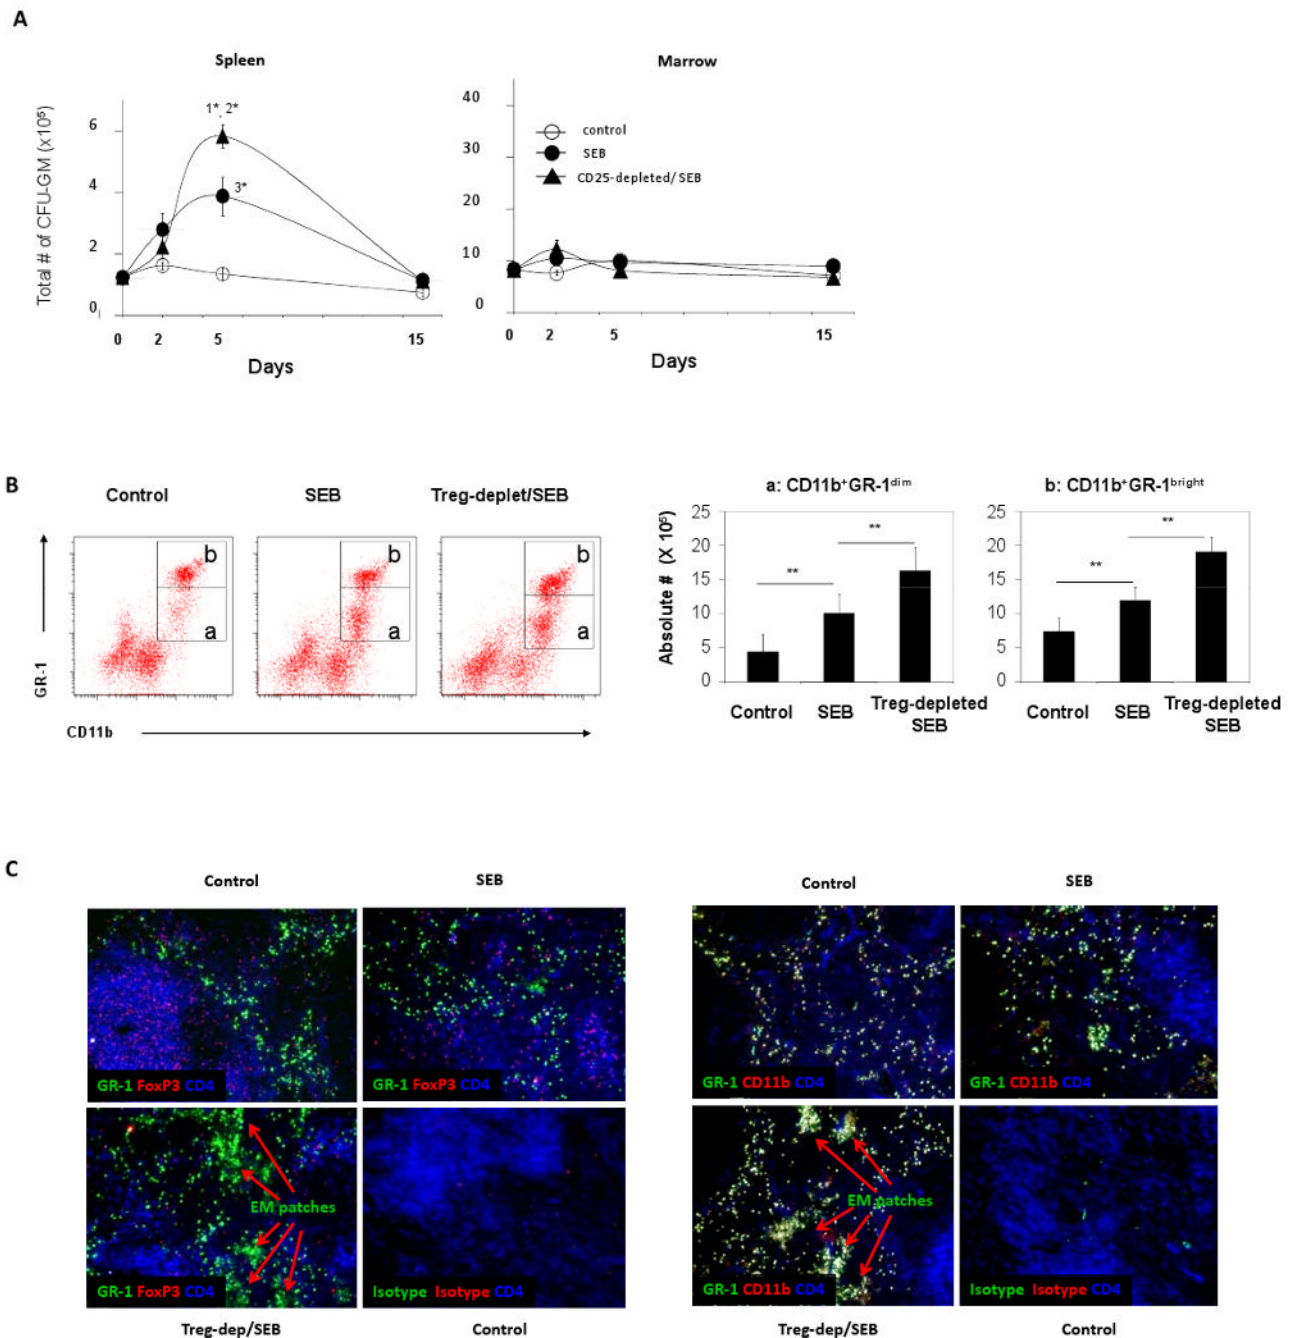 A
Spleen
Marrow
Total # of CFU-GM (x10⁵)
6
4
2
0
0 2 5 15
Days
1*, 2*
3*
40
30
20
10
0
0 2 5 15
Days
control
SEB
CD25-depleted/ SEB
B
Control
SEB
Treg-deplet/SEB
GR-1
CD11b
b
a
b
a
b
a
a: CD11b⁺GR-1ᵈⁱᵐ
b: CD11b⁺GR-1ᵇʳⁱᵍʰᵗ
Absolute # (X 10⁵)
25
20
15
10
5
0
**
**
Control SEB Treg-depleted
SEB
25
20
15
10
5
0
**
**
Control SEB Treg-depleted
SEB
C
Control
SEB
GR-1 FoxP3 CD4
GR-1 FoxP3 CD4
EM patches
GR-1 FoxP3 CD4
Isotype Isotype CD4
Treg-dep/SEB
Control
Control
SEB
GR-1 CD11b CD4
GR-1 CD11b CD4
EM patches
GR-1 CD11b CD4
Isotype Isotype CD4
Treg-dep/SEB
Control